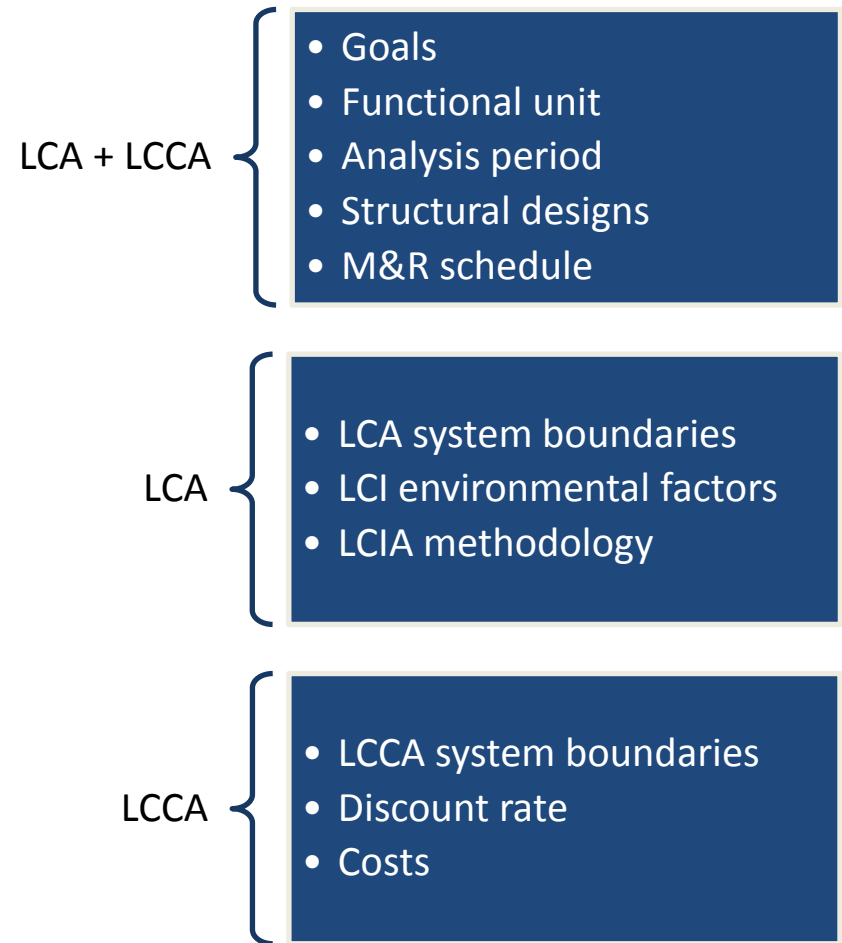 LCA + LCCA
• Goals
• Functional unit
• Analysis period
• Structural designs
• M&R schedule
LCA
• LCA system boundaries
• LCI environmental factors
• LCIA methodology
LCCA
• LCCA system boundaries
• Discount rate
• Costs